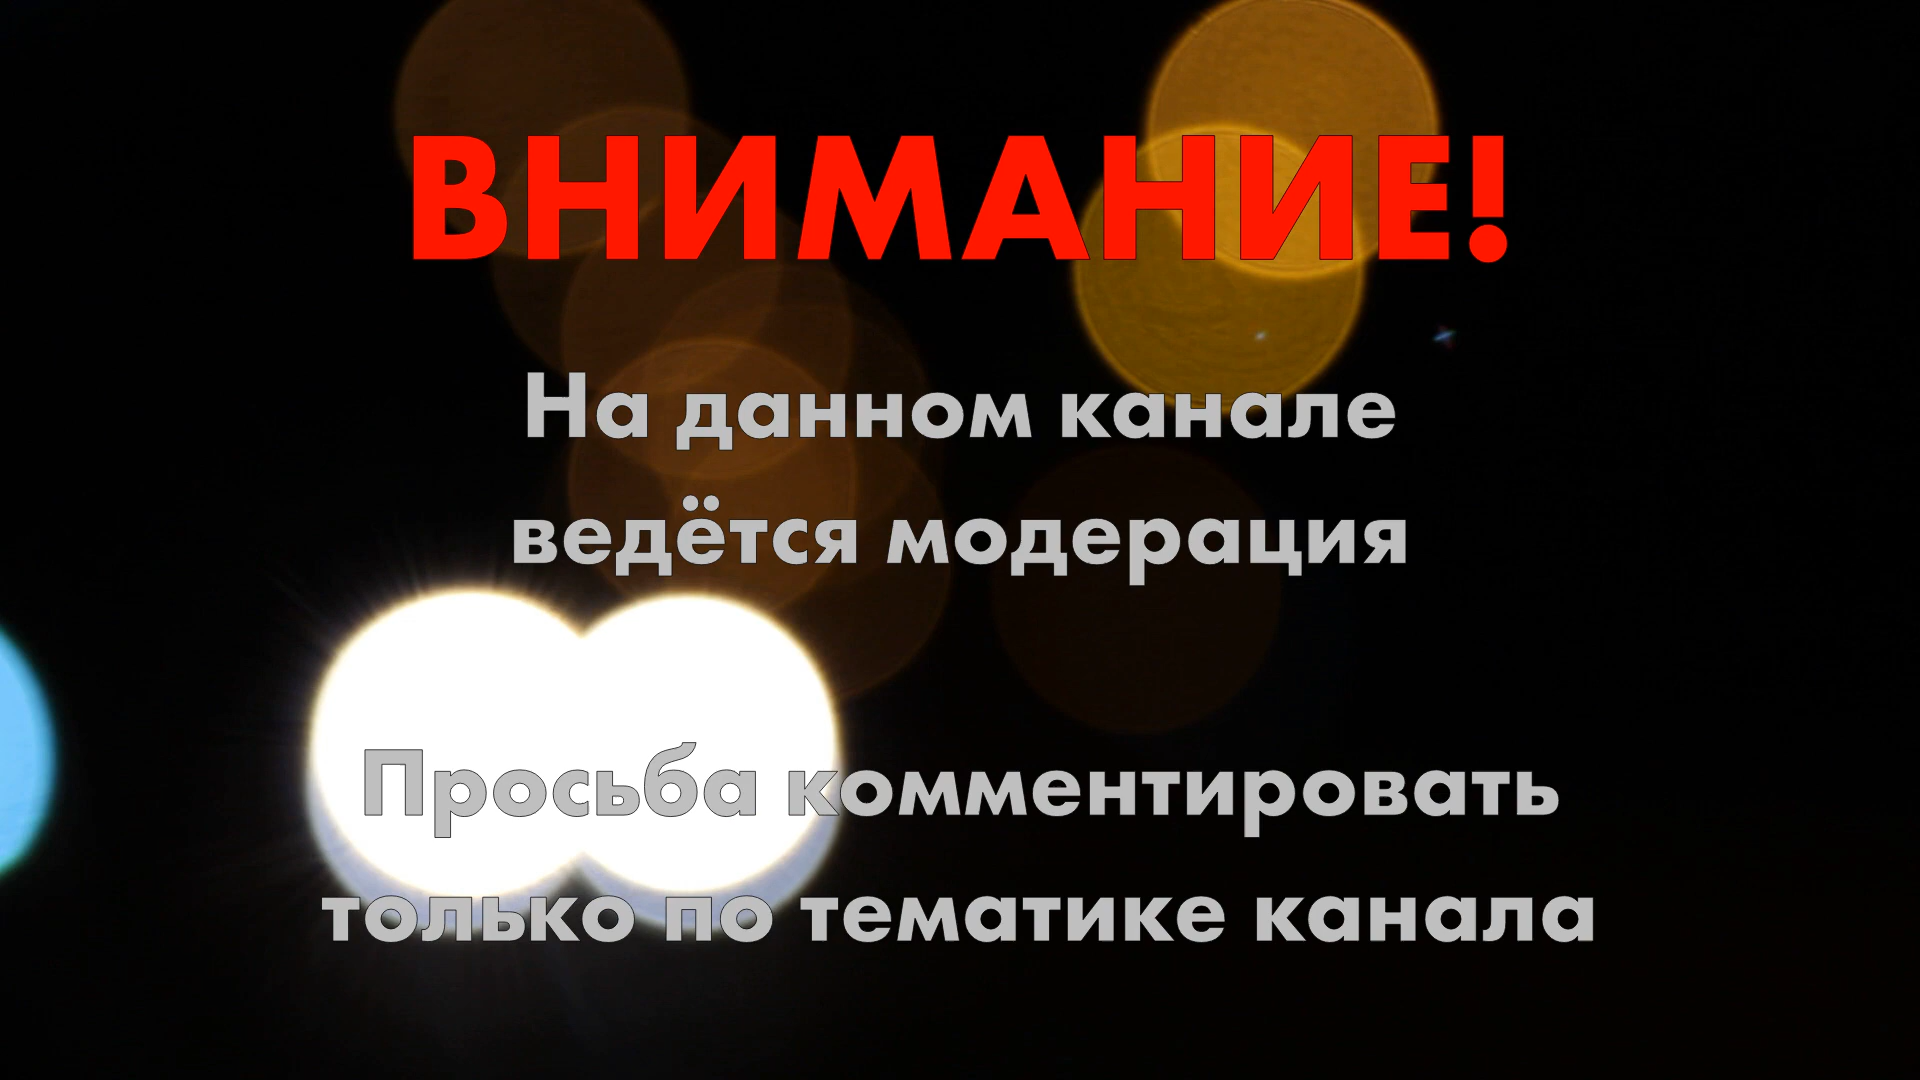 ВНИМАНИЕ!
На данном канале
ведётся модерация
Просьба комментировать
только по тематике канала